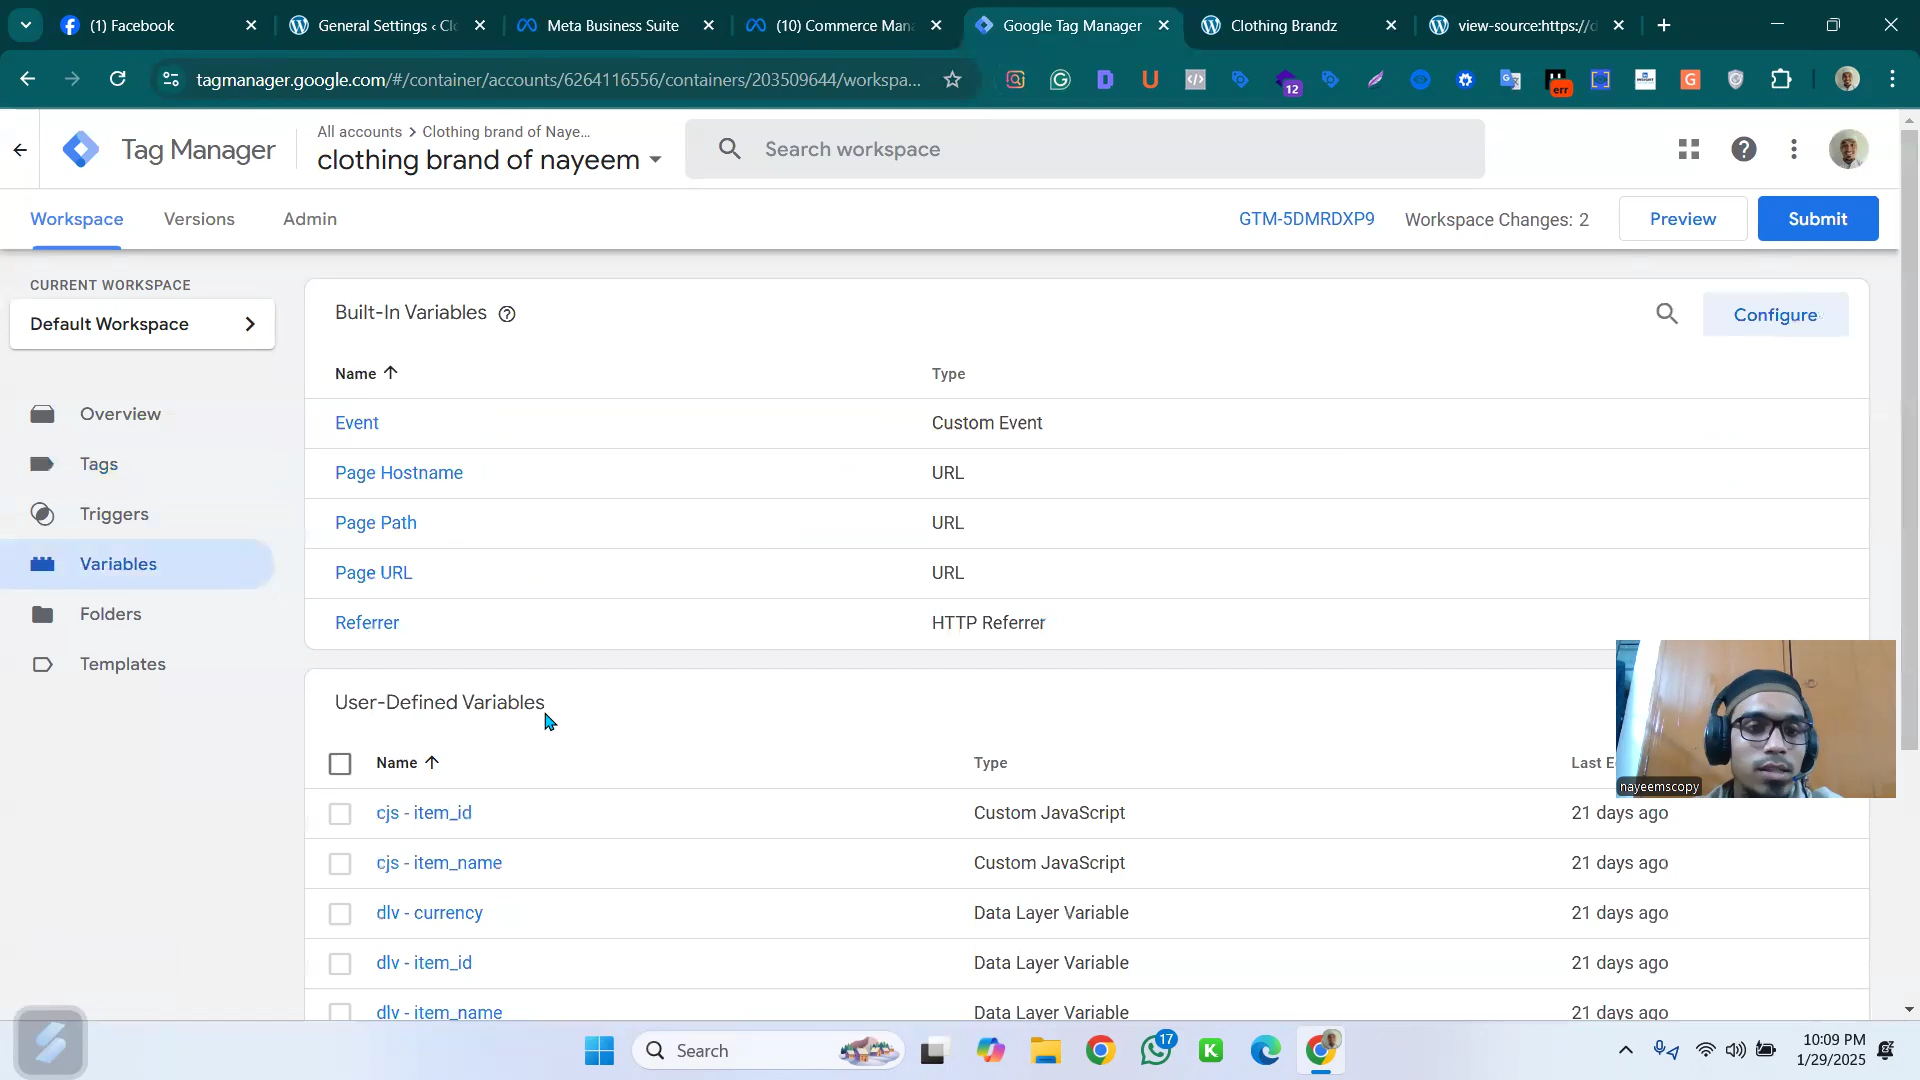 (1) Facebook
General Settings ‹ Clo
Meta Business Suite
(10) Commerce Man
Google Tag Manager
Clothing Brandz
view-source:https://d
tagmanager.google.com/#/container/accounts/6264116556/containers/203509644/workspa...
12
err
Tag Manager
All accounts > Clothing brand of Naye...
clothing brand of nayeem
Search workspace
Workspace
Versions
Admin
GTM-5DMRDXP9
Workspace Changes: 2
Preview
Submit
CURRENT WORKSPACE
Default Workspace
Overview
Tags
Triggers
Variables
Folders
Templates
Built-In Variables
Configure
Name
Type
Event
Custom Event
Page Hostname
URL
Page Path
URL
Page URL
URL
Referrer
HTTP Referrer
User-Defined Variables
Name
Type
Last E
cjs - item_id
Custom JavaScript
21 days ago
cjs - item_name
Custom JavaScript
21 days ago
dlv - currency
Data Layer Variable
21 days ago
dlv - item_id
Data Layer Variable
21 days ago
dlv - item_name
Data Layer Variable
21 days ago
nayeemscopy
Search
17
10:09 PM
1/29/2025